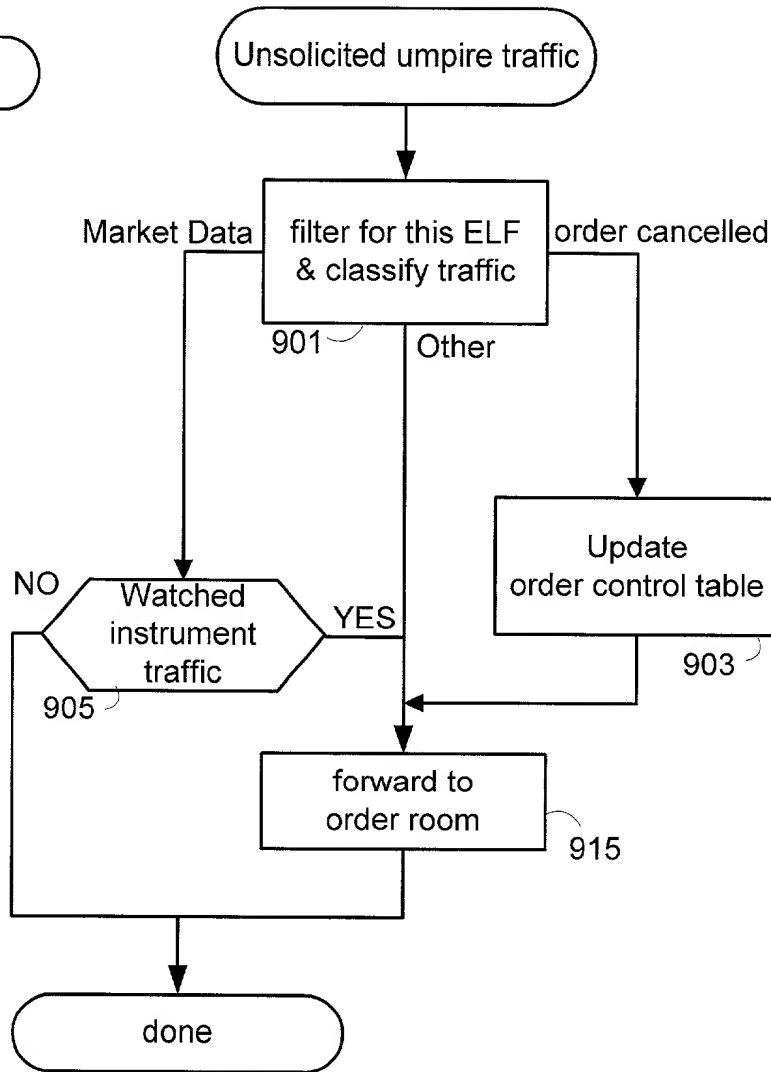 Unsolicited umpire traffic
Market Data
filter for this ELF
& classify traffic
order cancelled
901
Other
Update
order control table
903
NO
Watched
instrument
traffic
YES
905
forward to
order room
915
done